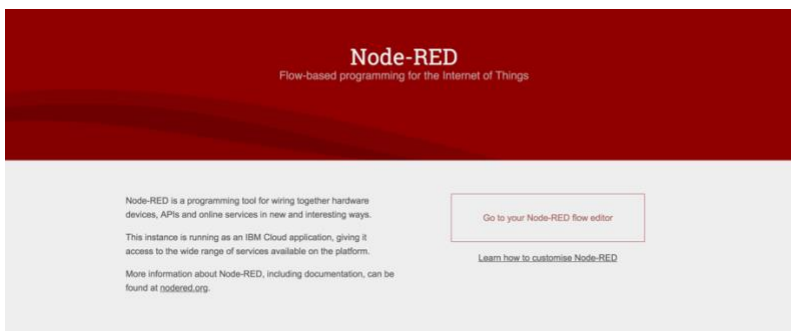 Node-RED
Flow-based programming for the Internet of Things
Node-RED is a programming tool for wiring together hardware
devices, APIs and online services in new and interesting ways.
This instance is running as an IBM Cloud application, giving it
access to the wide range of services available on the platform.
More information about Node-RED, including documentation, can be
found at nodered.org.
Go to your Node-RED flow editor
Learn how to customise Node-RED